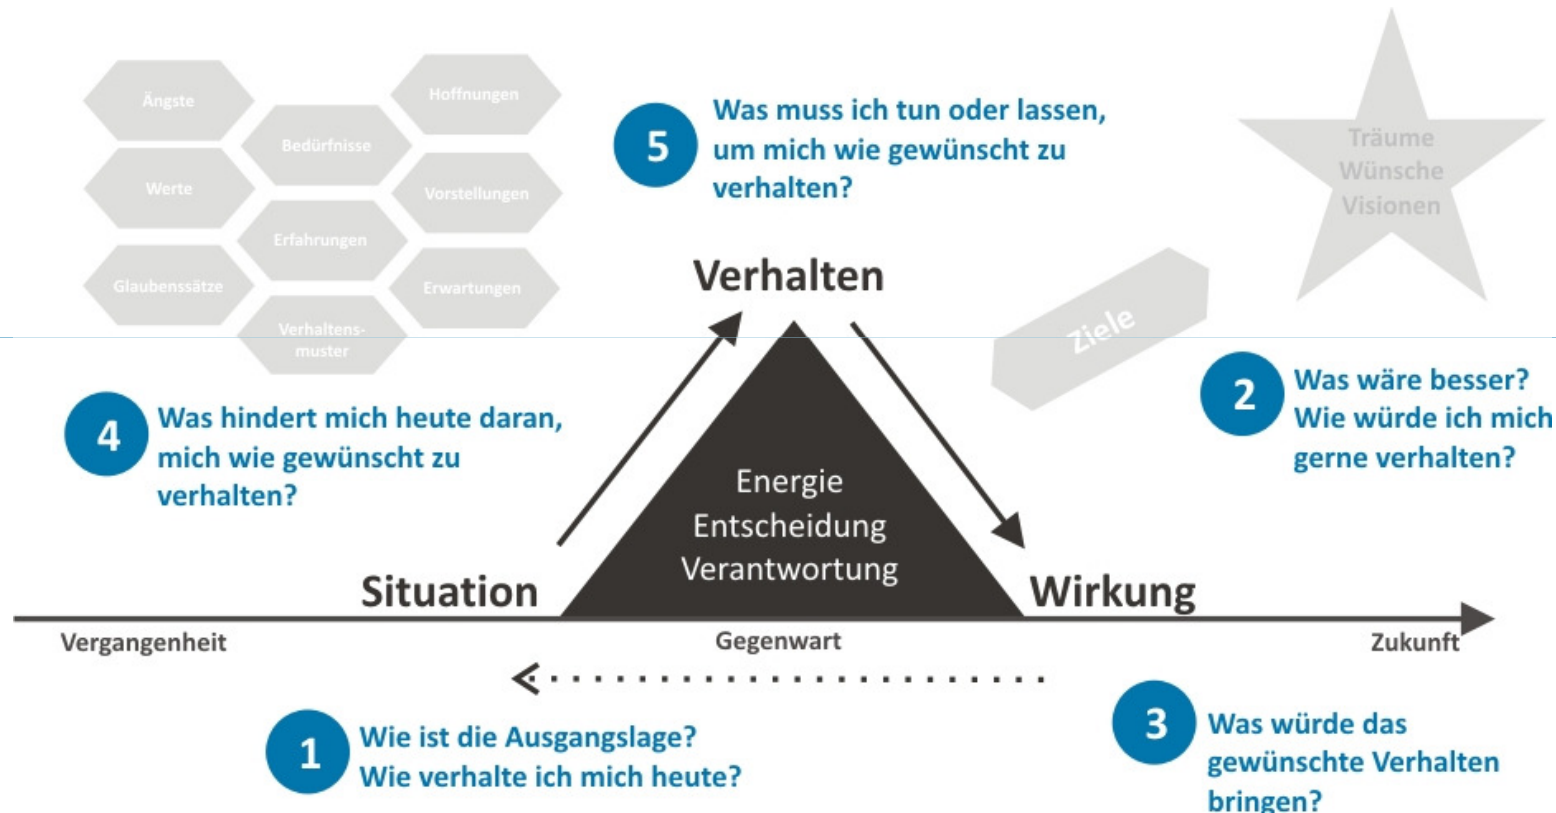 Ängste
Hoffnungen
Bedürfnisse
Werte
Vorstellungen
Erfahrungen
Glaubenssätze
Erwartungen
Verhaltens-
muster
5
Was muss ich tun oder lassen,
um mich wie gewünscht zu
verhalten?
Träume
Wünsche
Visionen
Verhalten
Ziele
4
Was hindert mich heute daran,
mich wie gewünscht zu
verhalten?
2
Was wäre besser?
Wie würde ich mich
gerne verhalten?
Energie
Entscheidung
Verantwortung
Situation
Wirkung
Vergangenheit
Gegenwart
Zukunft
1
Wie ist die Ausgangslage?
Wie verhalte ich mich heute?
3
Was würde das
gewünschte Verhalten
bringen?